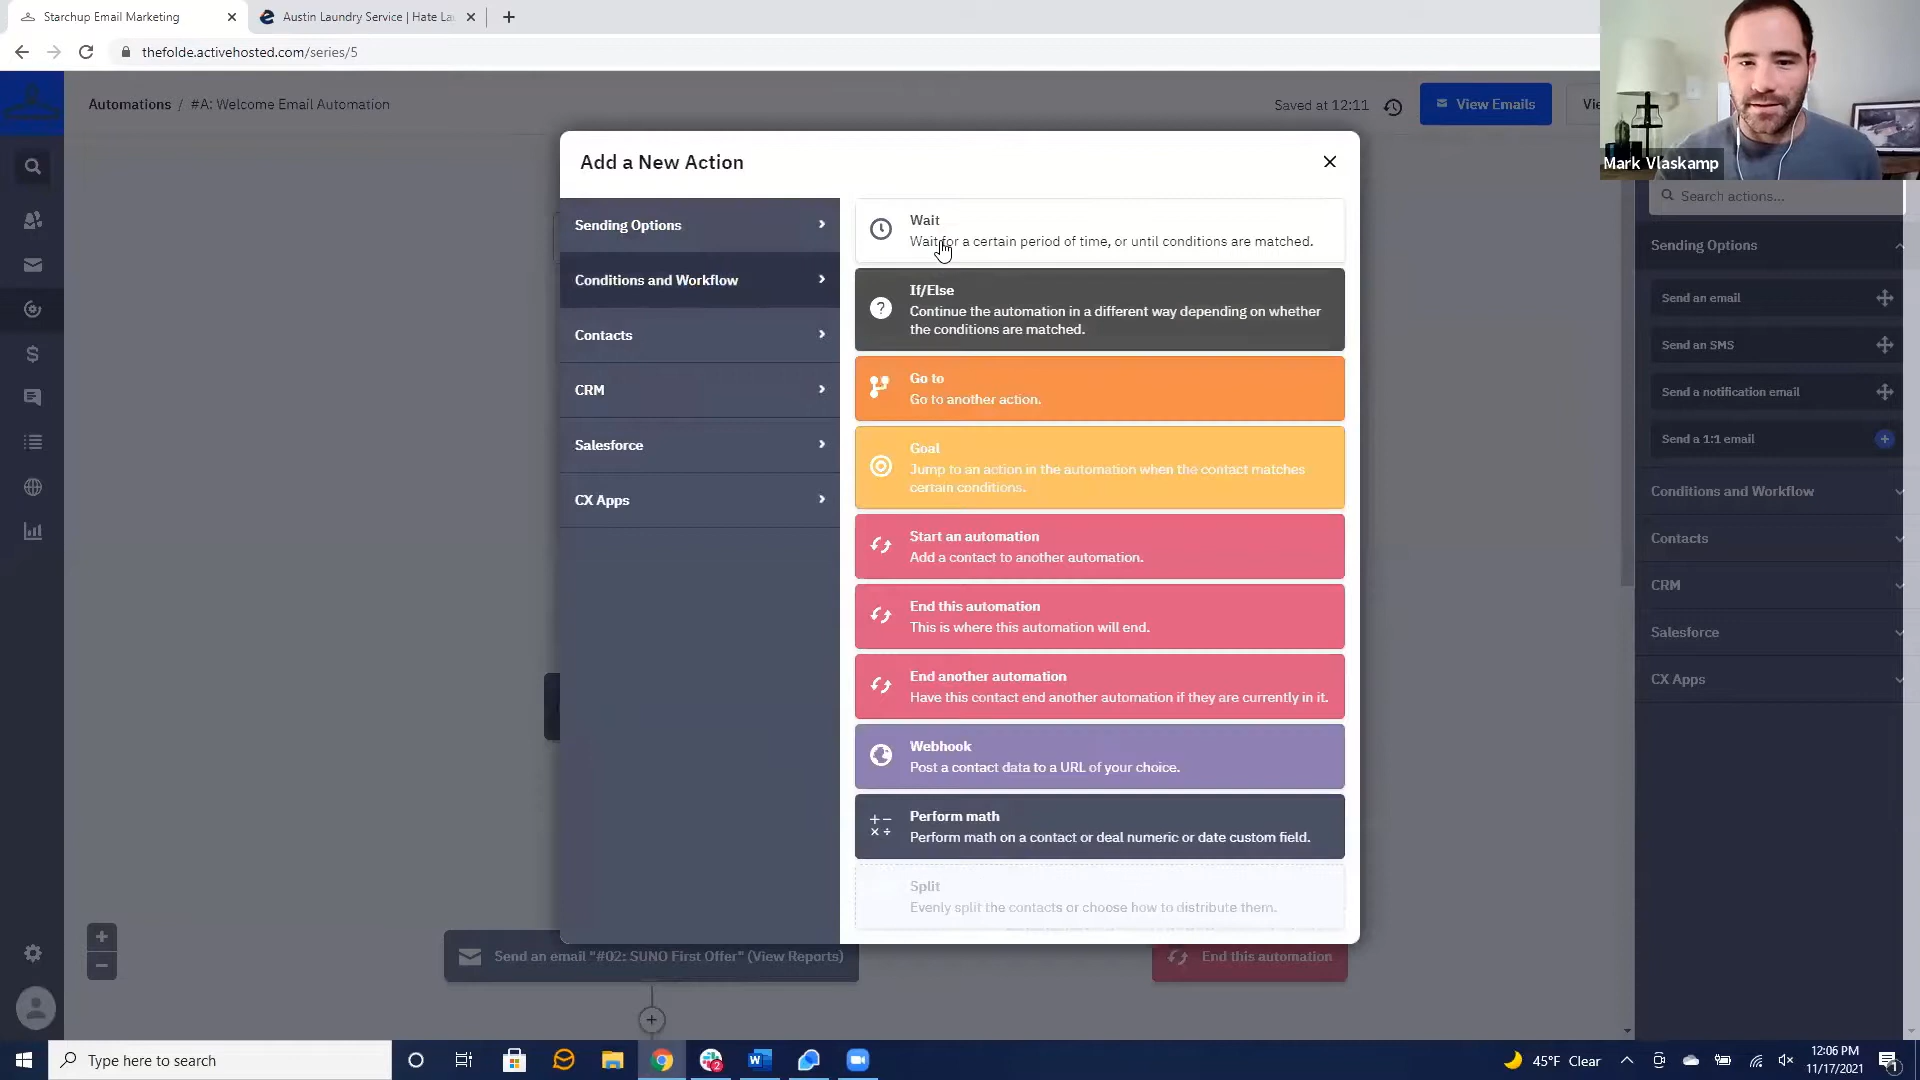 Starchup Email Marketing
Austin Laundry Service | Hate La
thefolde.activehosted.com/series/5
Automations / #A: Welcome Email Automation
Saved at 12:11
View Emails
Mark Vlaskamp
Add a New Action
Sending Options
Conditions and Workflow
Contacts
CRM
Salesforce
CX Apps
Wait
Wait for a certain period of time, or until conditions are matched.
If/Else
Continue the automation in a different way depending on whether
the conditions are matched.
Go to
Go to another action.
Goal
Jump to an action in the automation when the contact matches
certain conditions.
Start an automation
Add a contact to another automation.
End this automation
This is where this automation will end.
End another automation
Have this contact end another automation if they are currently in it.
Webhook
Post a contact data to a URL of your choice.
Perform math
Perform math on a contact or deal numeric or date custom field.
Split
Evenly split the contacts or choose how to distribute them.
Search actions...
Sending Options
Send an email
Send an SMS
Send a notification email
Send a 1:1 email
Conditions and Workflow
Contacts
CRM
Salesforce
CX Apps
Send an email "#02: SUNO First Offer" (View Reports)
End this automation
Type here to search
2
45°F Clear
12:06 PM
11/17/2021
1